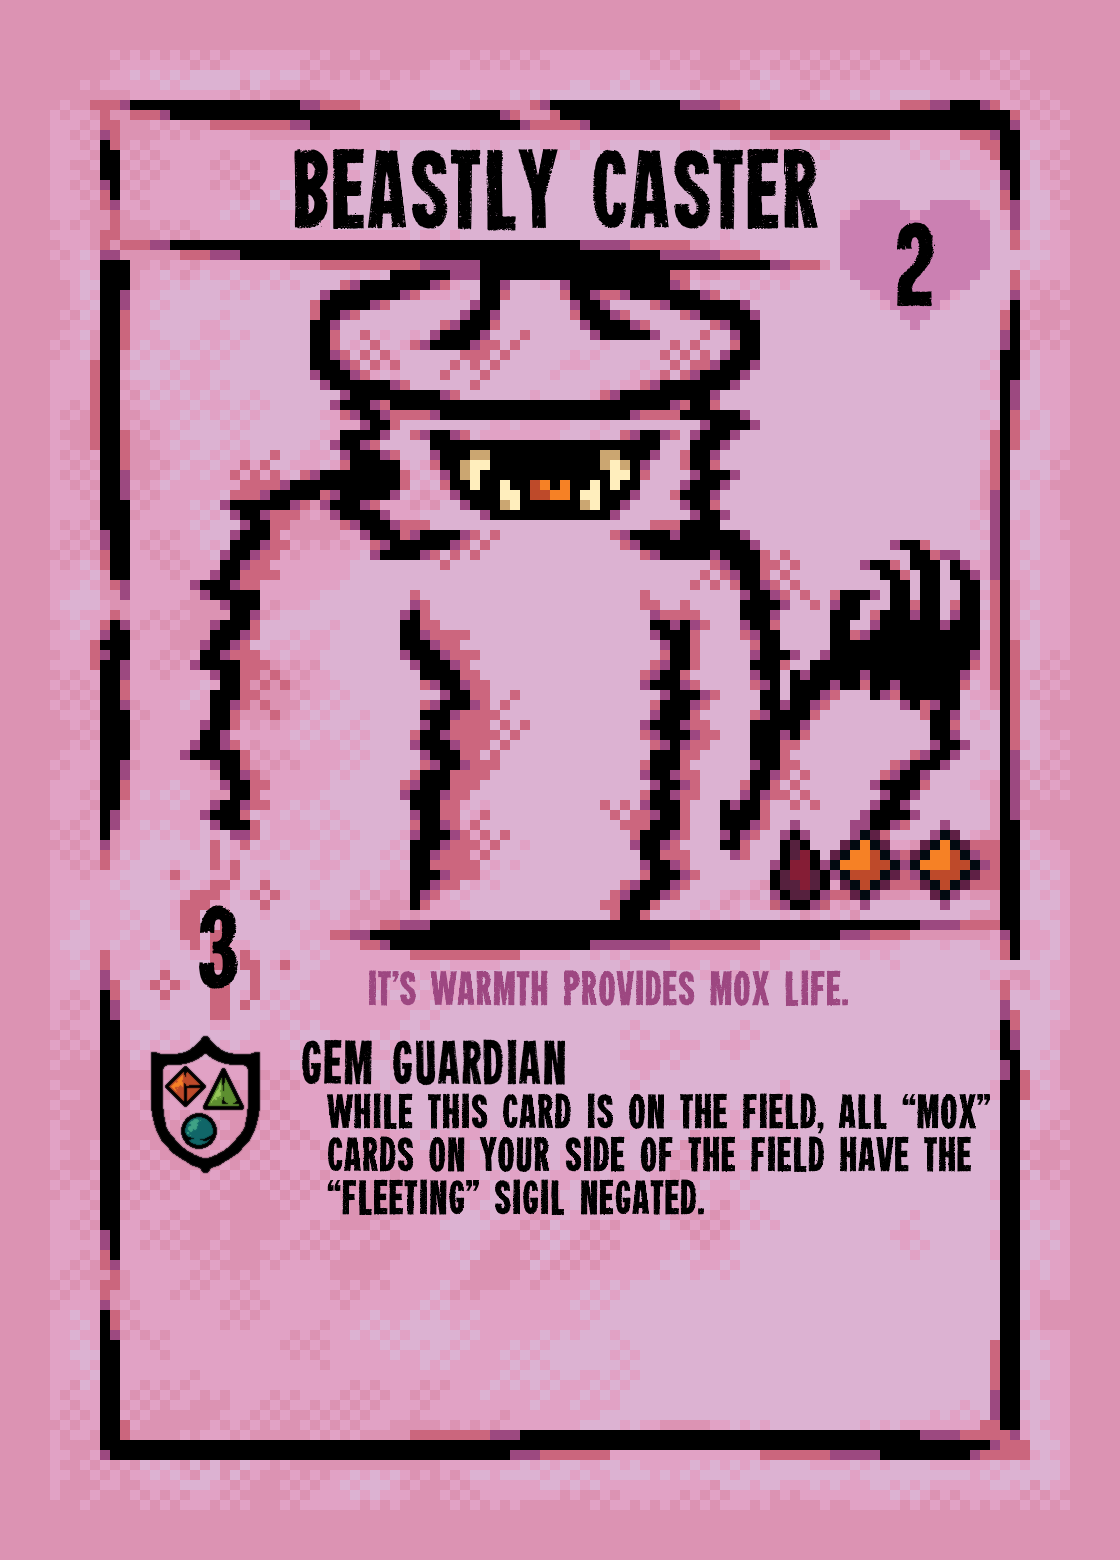 BEASTLY CASTER
2
3
IT'S WARMTH PROVIDES MOX LIFE.
GEM GUARDIAN
WHILE THIS CARD IS ON THE FIELD, ALL “MOX”
CARDS ON YOUR SIDE OF THE FIELD HAVE THE
“FLEETING” SIGIL NEGATED.